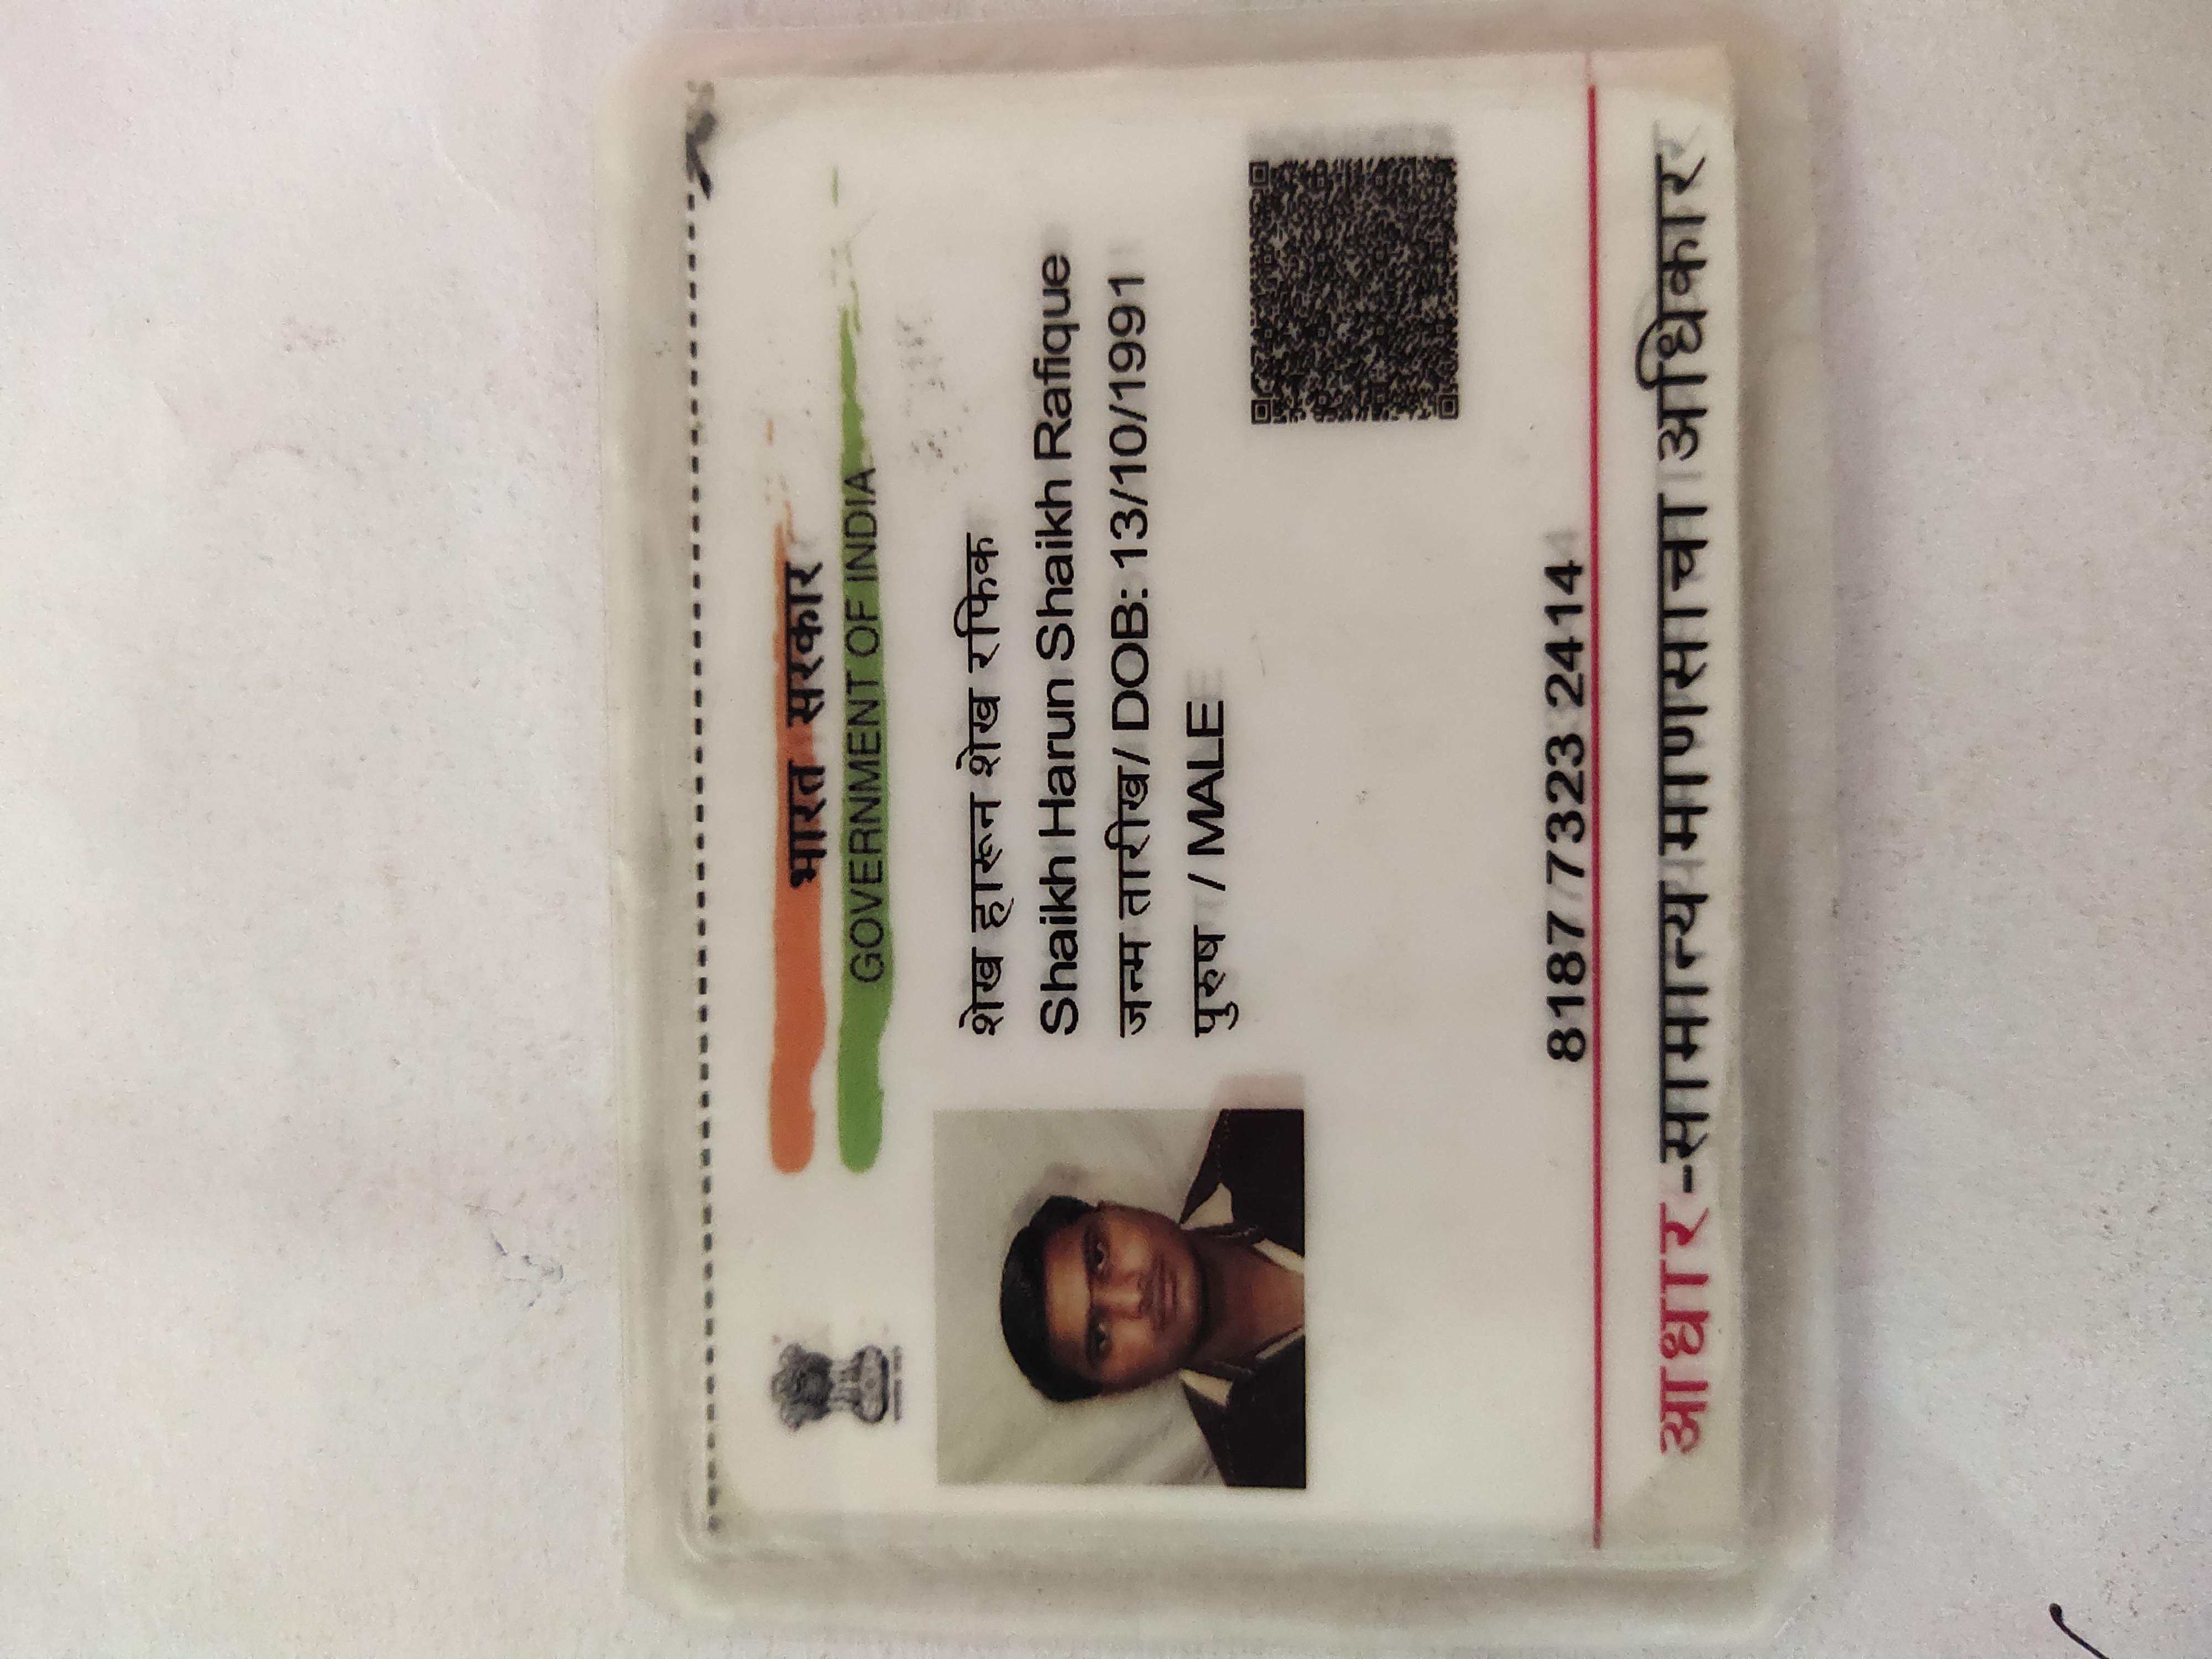 भारत सरकार
GOVERNMENT OF INDIA
शेख हारून शेख रफिक
Shaikh Harun Shaikh Rafique
जन्म तारीख/ DOB: 13/10/1991
पुरुष / MALE
8187 7323 2414
आधार -सामान्य माणसाचा अधिकार